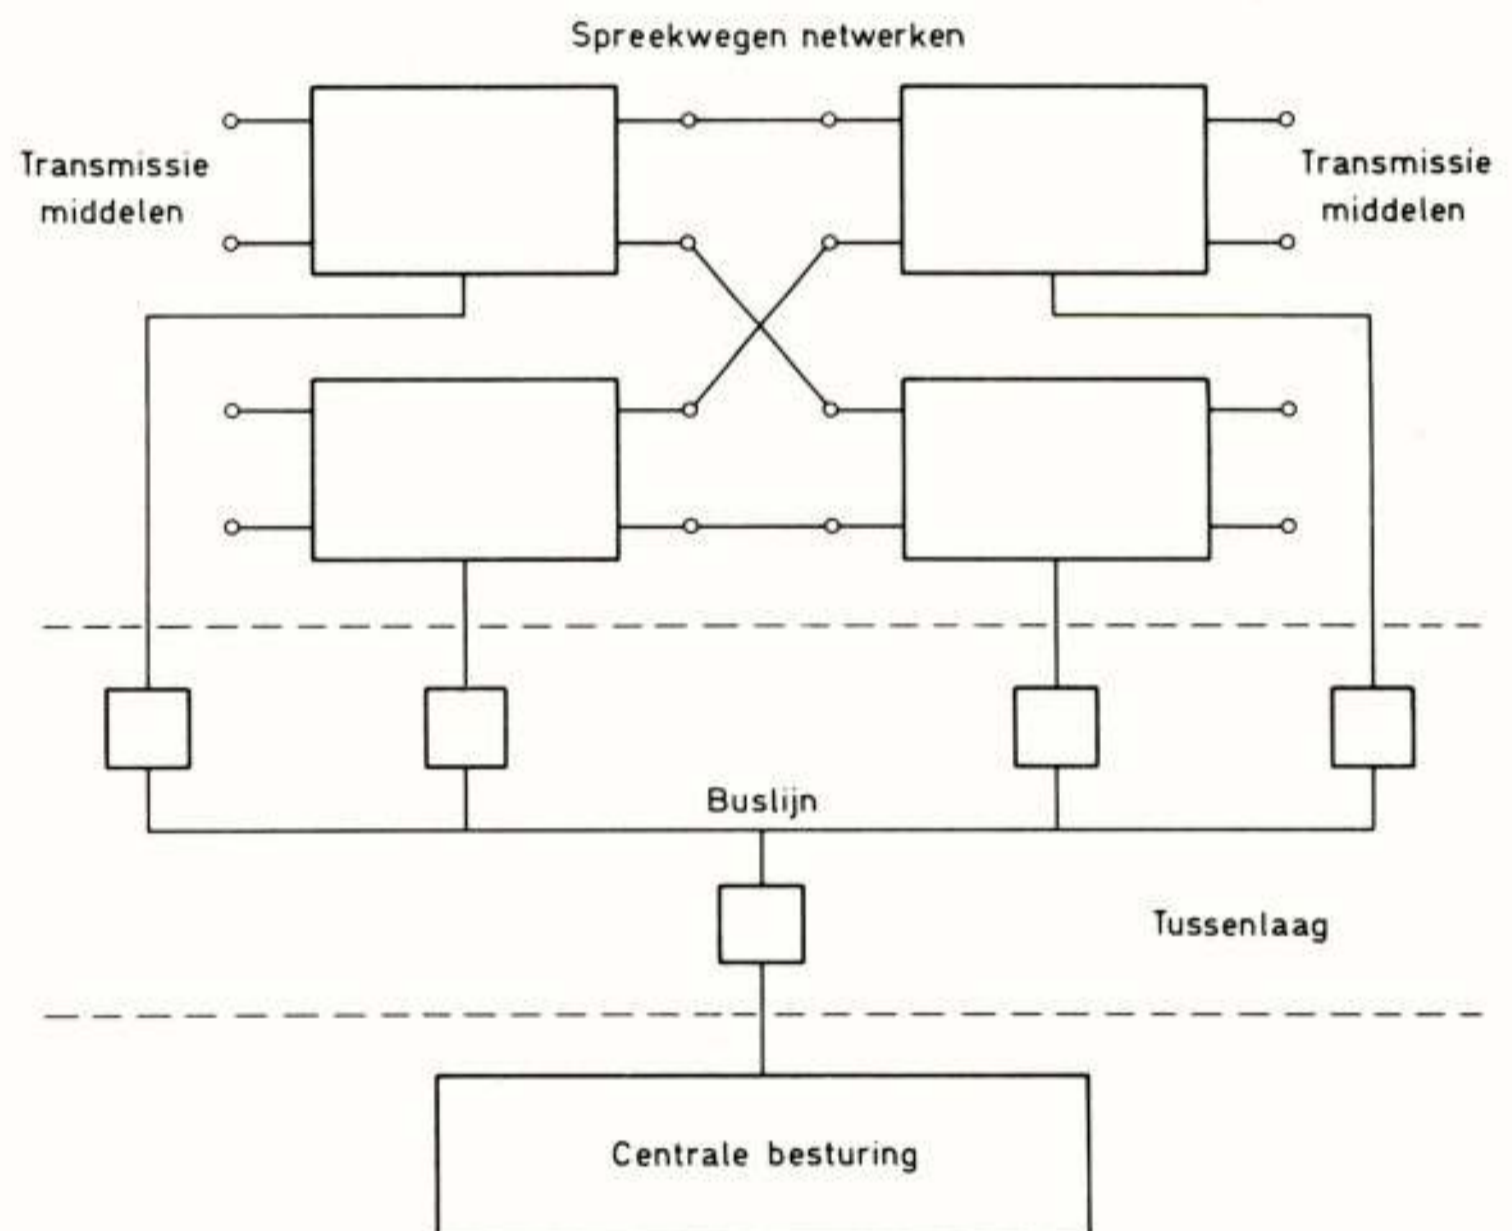 Spreekwegen netwerken
Transmissie
middelen
Transmissie
middelen
Buslijn
Tussenlaag
Centrale besturing